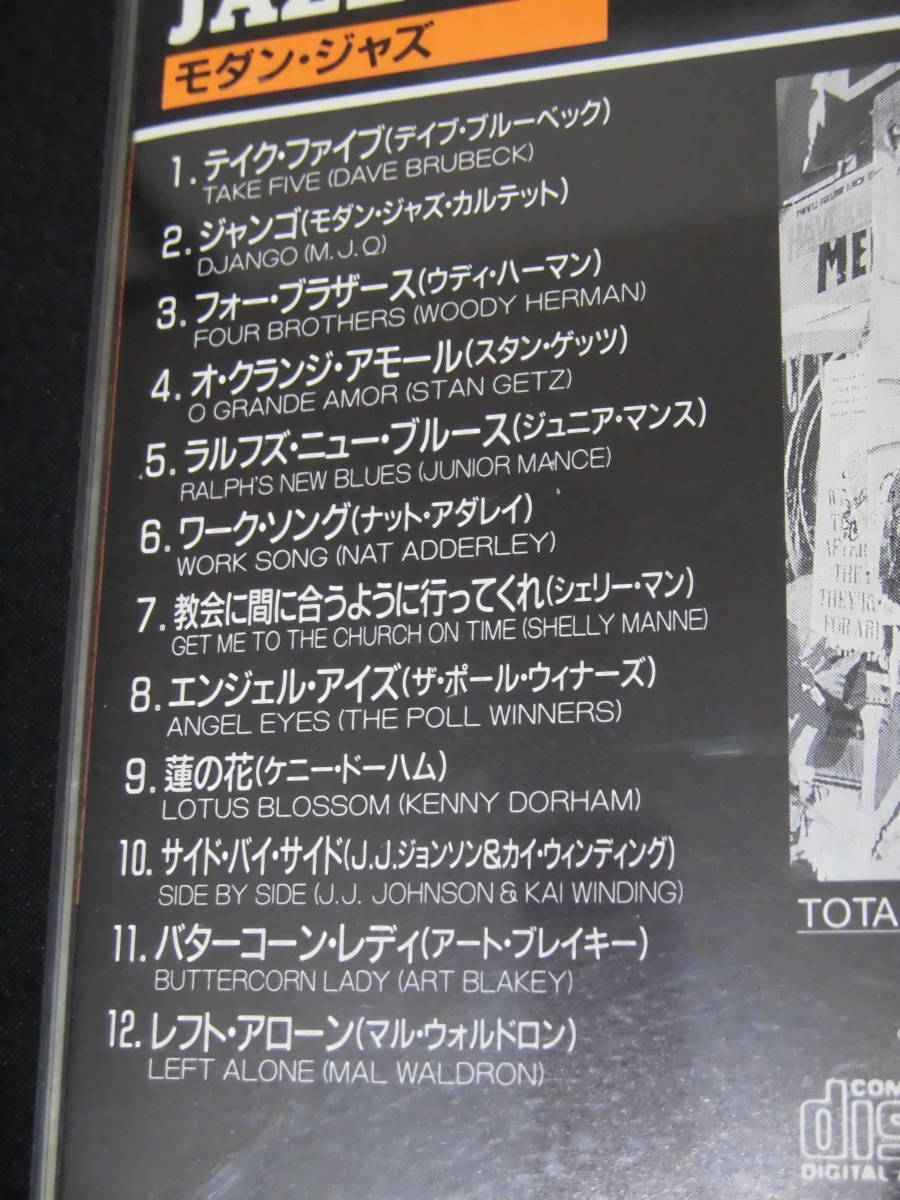 JAZZ
モダン・ジャズ
1. テイク・ファイブ(デイブ・ブルーベック)
TAKE FIVE (DAVE BRUBECK)
2. ジャンゴ(モダン・ジャズ・カルテット)
DJANGO (M.J.Q)
3. フォー・ブラザース(ウディ・ハーマン)
FOUR BROTHERS (WOODY HERMAN)
4. オ・クランジ・アモール(スタン・ゲッツ)
O GRANDE AMOR (STAN GETZ)
5. ラルフズ・ニュー・ブルース(ジュニア・マンス)
RALPH'S NEW BLUES (JUNIOR MANCE)
6. ワーク・ソング(ナット・アダレイ)
WORK SONG (NAT ADDERLEY)
7. 教会に間に合うように行ってくれ(シェリー・マン)
GET ME TO THE CHURCH ON TIME (SHELLY MANNE)
8. エンジェル・アイズ(ザ・ポール・ウィナーズ)
ANGEL EYES (THE POLL WINNERS)
9. 蓮の花(ケニー・ドーハム)
LOTUS BLOSSOM (KENNY DORHAM)
10. サイド・バイ・サイド(J.J.ジョンソン&カイ・ウィンディング)
SIDE BY SIDE (J.J. JOHNSON & KAI WINDING)
11. バターコーン・レディ(アート・ブレイキー)
BUTTERCORN LADY (ART BLAKEY)
12. レフト・アローン(マル・ウォルドロン)
LEFT ALONE (MAL WALDRON)
ME
AFTER
THE
THEY'RE
FOR ABI
TOTA
COM
dis
DIGITAL